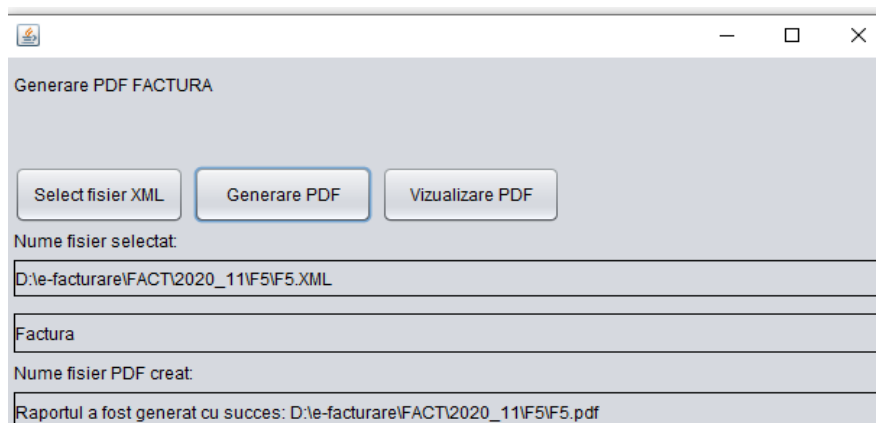 Generare PDF FACTURA
Select fisier XML Generare PDF Vizualizare PDF
Nume fisier selectat:
D:\e-facturare\FACT\2020_11\F5\F5.XML
Factura
Nume fisier PDF creat:
Raportul a fost generat cu succes: D:\e-facturare\FACT\2020_11\F5\F5.pdf